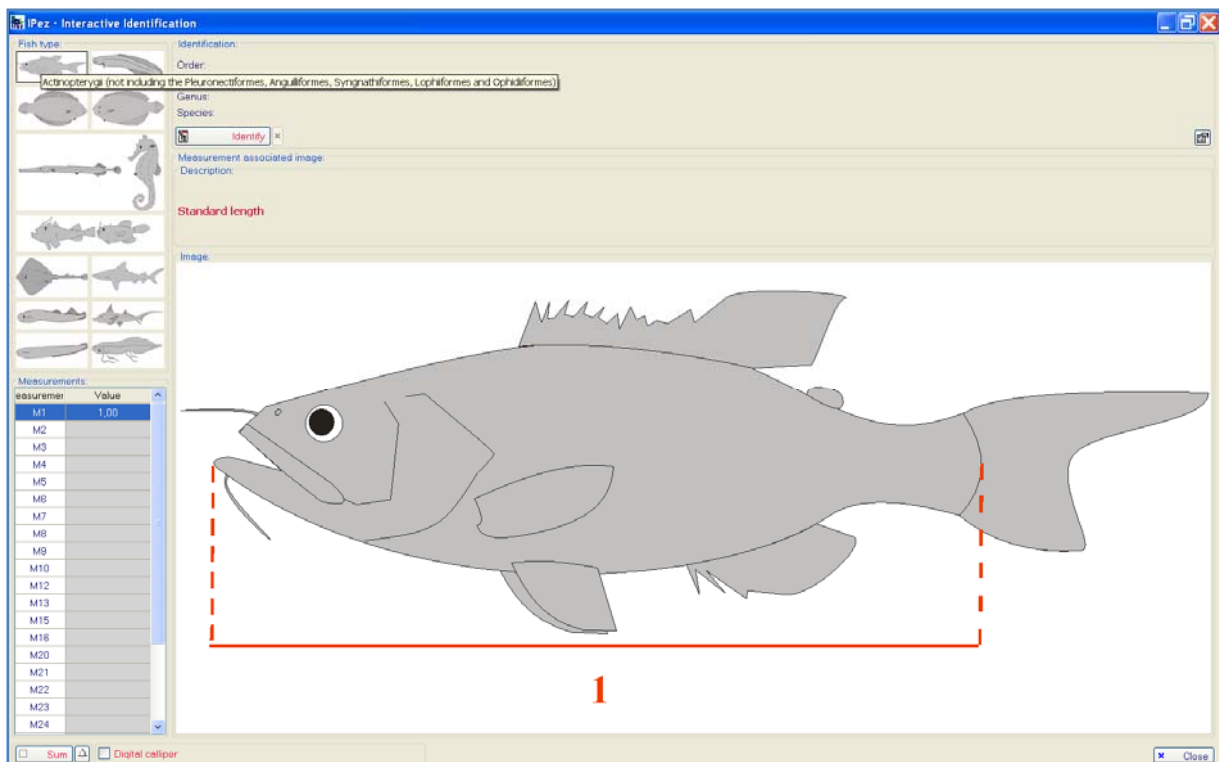 IPez - Interactive Identification
Fish type:
Identification:
Order:
Actinopterygii (not including the Pleuronectiformes, Anguilliformes, Syngnathiformes, Lophiiformes and Ophidiiformes)
Genus:
Species:
Identify
Measurement associated image:
Description:
Standard length
Image:
Measurements:
easuremer Value
M1 1,00
M2
M3
M4
M5
M6
M7
M8
M9
M10
M12
M13
M15
M16
M20
M21
M22
M23
M24
1
Sum
Digital calliper
Close